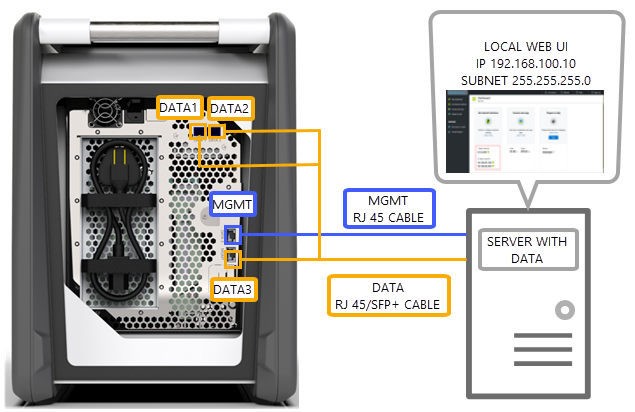 LOCAL WEB UI
IP 192.168.100.10
SUBNET 255.255.255.0
DATA1
DATA2
MGMT
MGMT
RJ 45 CABLE
SERVER WITH
DATA
DATA3
DATA
RJ 45/SFP+ CABLE